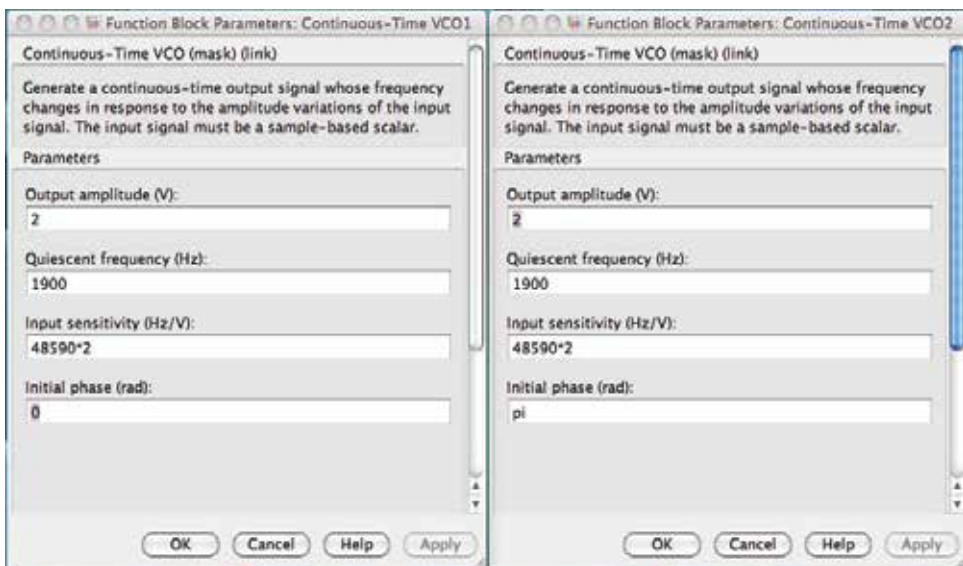 Function Block Parameters: Continuous-Time VCO1
Continuous-Time VCO (mask) (link)
Generate a continuous-time output signal whose frequency
changes in response to the amplitude variations of the input
signal. The input signal must be a sample-based scalar.
Parameters
Output amplitude (V):
2
Quiescent frequency (Hz):
1900
Input sensitivity (Hz/V):
48590*2
Initial phase (rad):
0
OK Cancel Help Apply
Function Block Parameters: Continuous-Time VCO2
Continuous-Time VCO (mask) (link)
Generate a continuous-time output signal whose frequency
changes in response to the amplitude variations of the input
signal. The input signal must be a sample-based scalar.
Parameters
Output amplitude (V):
2
Quiescent frequency (Hz):
1900
Input sensitivity (Hz/V):
48590*2
Initial phase (rad):
pi
OK Cancel Help Apply